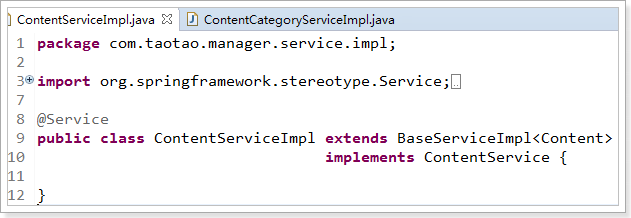 ContentServiceImpl.java ContentCategoryServiceImpl.java
1 package com.taotao.manager.service.impl;
2
3 import org.springframework.stereotype.Service;
7
8 @Service
9 public class ContentServiceImpl extends BaseServiceImpl<Content>
10 implements ContentService {
11
12 }